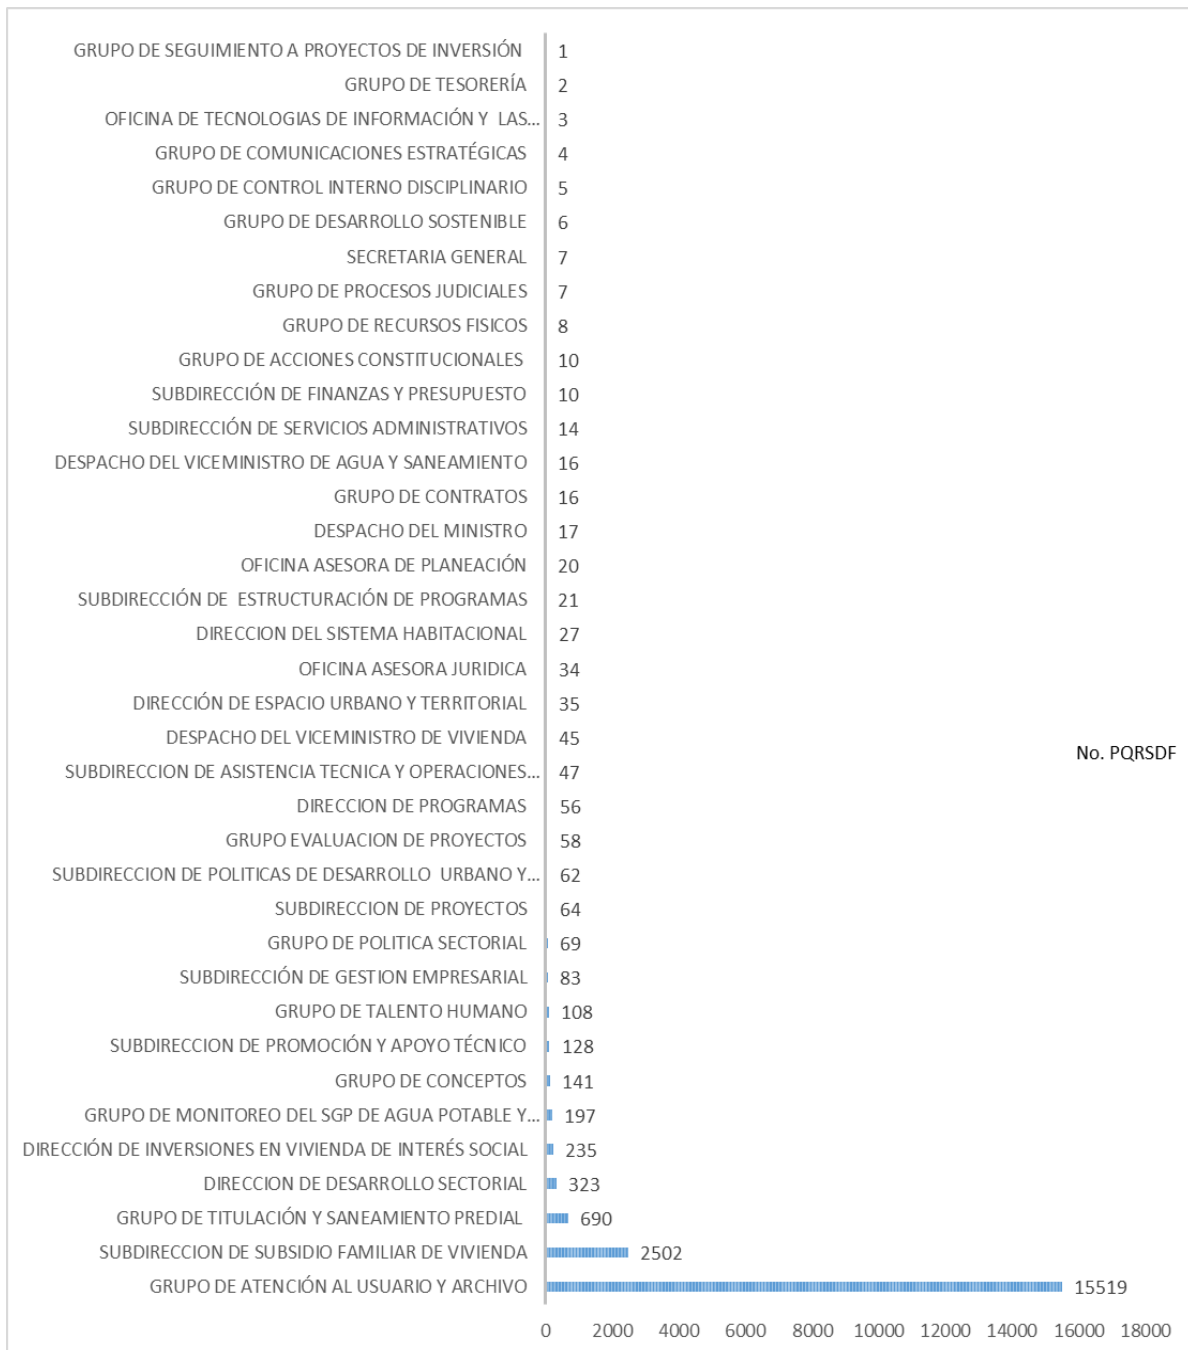 GRUPO DE SEGUIMIENTO A PROYECTOS DE INVERSIÓN 1
GRUPO DE TESORERÍA 2
OFICINA DE TECNOLOGIAS DE INFORMACIÓN Y LAS... 3
GRUPO DE COMUNICACIONES ESTRATÉGICAS 4
GRUPO DE CONTROL INTERNO DISCIPLINARIO 5
GRUPO DE DESARROLLO SOSTENIBLE 6
SECRETARIA GENERAL 7
GRUPO DE PROCESOS JUDICIALES 7
GRUPO DE RECURSOS FISICOS 8
GRUPO DE ACCIONES CONSTITUCIONALES 10
SUBDIRECCIÓN DE FINANZAS Y PRESUPUESTO 10
SUBDIRECCIÓN DE SERVICIOS ADMINISTRATIVOS 14
DESPACHO DEL VICEMINISTRO DE AGUA Y SANEAMIENTO 16
GRUPO DE CONTRATOS 16
DESPACHO DEL MINISTRO 17
OFICINA ASESORA DE PLANEACIÓN 20
SUBDIRECCIÓN DE ESTRUCTURACIÓN DE PROGRAMAS 21
DIRECCION DEL SISTEMA HABITACIONAL 27
OFICINA ASESORA JURIDICA 34
DIRECCIÓN DE ESPACIO URBANO Y TERRITORIAL 35
DESPACHO DEL VICEMINISTRO DE VIVIENDA 45
No. PQRSDF
SUBDIRECCION DE ASISTENCIA TECNICA Y OPERACIONES... 47
DIRECCION DE PROGRAMAS 56
GRUPO EVALUACION DE PROYECTOS 58
SUBDIRECCION DE POLITICAS DE DESARROLLO URBANO Y... 62
SUBDIRECCION DE PROYECTOS 64
GRUPO DE POLITICA SECTORIAL 69
SUBDIRECCIÓN DE GESTION EMPRESARIAL 83
GRUPO DE TALENTO HUMANO 108
SUBDIRECCION DE PROMOCIÓN Y APOYO TÉCNICO 128
GRUPO DE CONCEPTOS 141
GRUPO DE MONITOREO DEL SGP DE AGUA POTABLE Y... 197
DIRECCIÓN DE INVERSIONES EN VIVIENDA DE INTERÉS SOCIAL 235
DIRECCION DE DESARROLLO SECTORIAL 323
GRUPO DE TITULACIÓN Y SANEAMIENTO PREDIAL 690
SUBDIRECCION DE SUBSIDIO FAMILIAR DE VIVIENDA 2502
GRUPO DE ATENCIÓN AL USUARIO Y ARCHIVO 15519
0 2000 4000 6000 8000 10000 12000 14000 16000 18000